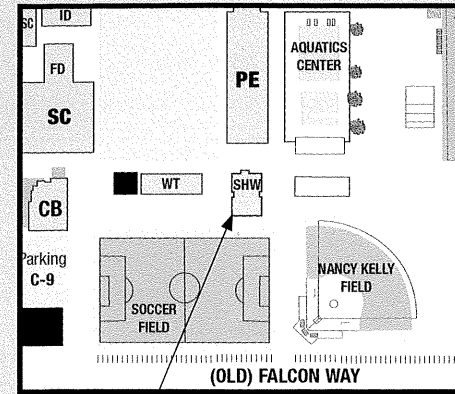 SC
ID
FD
SC
PE
AQUATICS
CENTER
WT
SHW
CB
Parking
C-9
SOCCER
FIELD
NANCY KELLY
FIELD
(OLD) FALCON WAY